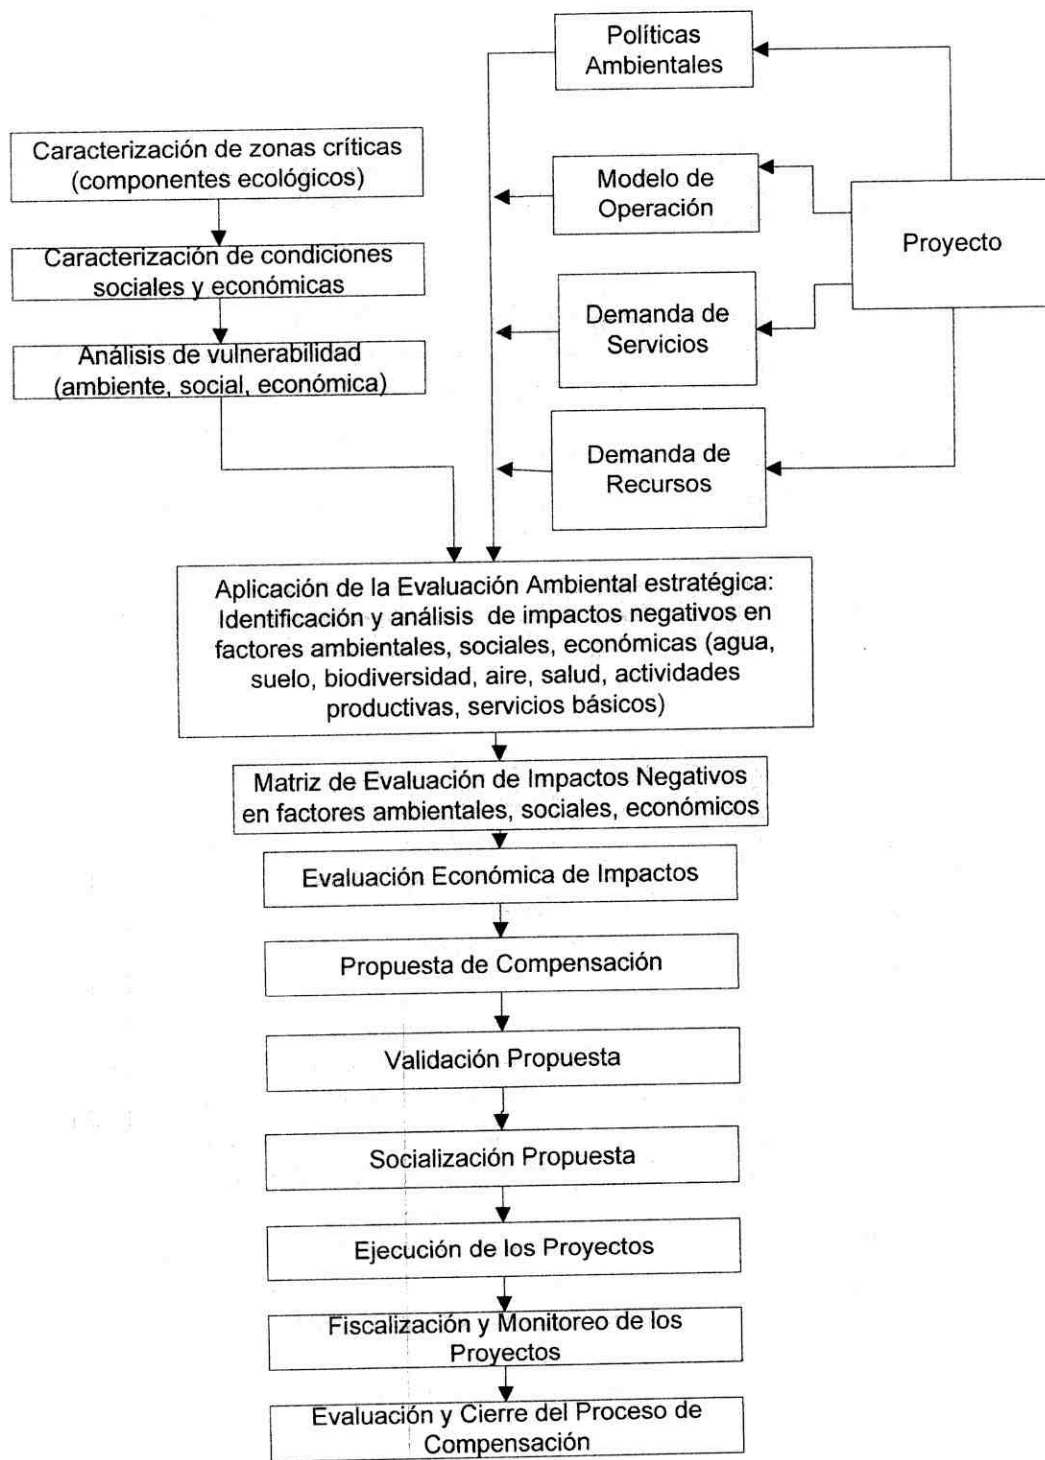 Políticas
Ambientales
Caracterización de zonas críticas
(componentes ecológicos)
Modelo de
Operación
Proyecto
Caracterización de condiciones
sociales y económicas
Demanda de
Servicios
Análisis de vulnerabilidad
(ambiente, social, económica)
Demanda de
Recursos
Aplicación de la Evaluación Ambiental estratégica:
Identificación y análisis de impactos negativos en
factores ambientales, sociales, económicas (agua,
suelo, biodiversidad, aire, salud, actividades
productivas, servicios básicos)
Matriz de Evaluación de Impactos Negativos
en factores ambientales, sociales, económicos
Evaluación Económica de Impactos
Propuesta de Compensación
Validación Propuesta
Socialización Propuesta
Ejecución de los Proyectos
Fiscalización y Monitoreo de los
Proyectos
Evaluación y Cierre del Proceso de
Compensación